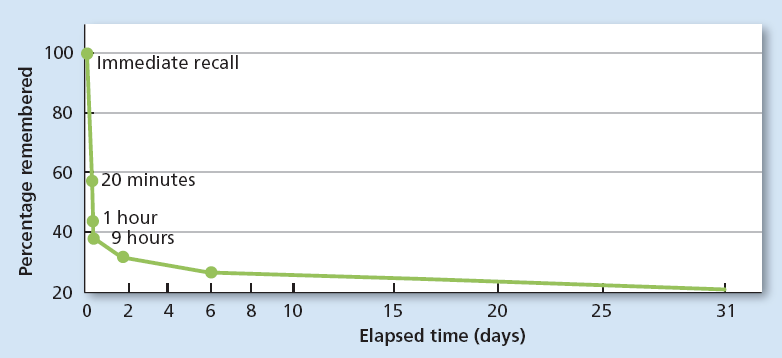 Percentage remembered
100
80
60
40
20
Immediate recall
20 minutes
1 hour
9 hours
0 2 4 6 8 10 15 20 25 31
Elapsed time (days)